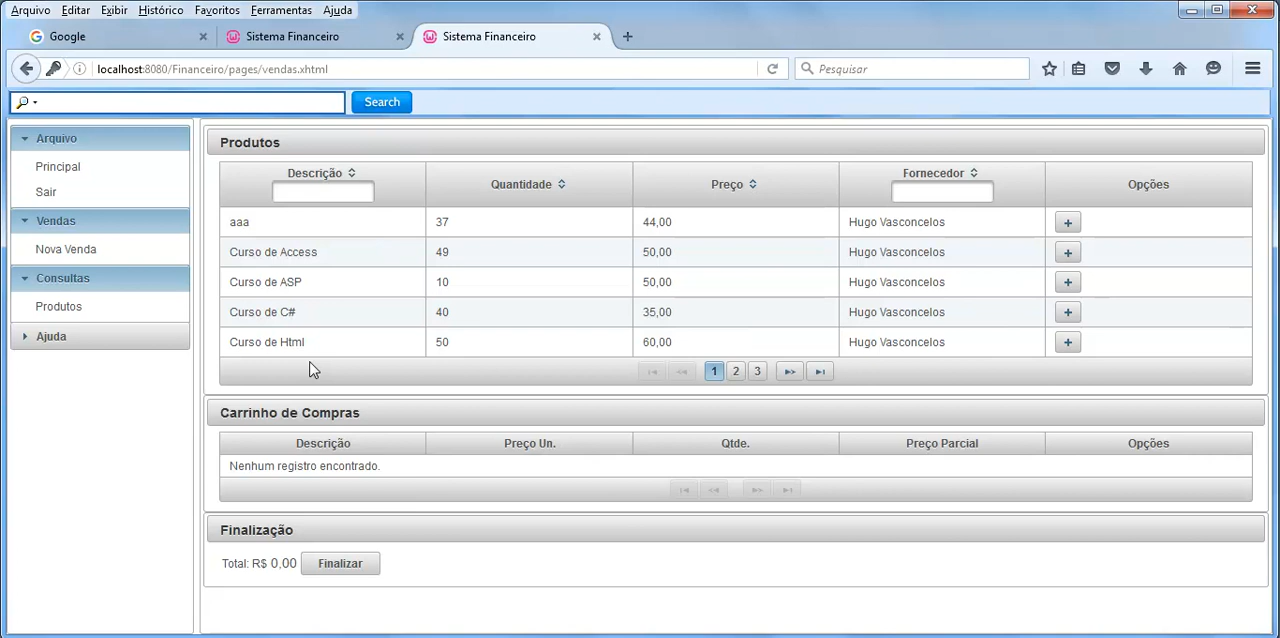 Arquivo Editar Exibir Histórico Favoritos Ferramentas Ajuda
Google Sistema Financeiro Sistema Financeiro
localhost:8080/Financeiro/pages/vendas.xhtml Pesquisar
Search
Arquivo
Principal
Sair
Vendas
Nova Venda
Consultas
Produtos
Ajuda
Produtos
Descrição Quantidade Preço Fornecedor Opções
aaa 37 44,00 Hugo Vasconcelos +
Curso de Access 49 50,00 Hugo Vasconcelos +
Curso de ASP 10 50,00 Hugo Vasconcelos +
Curso de C# 40 35,00 Hugo Vasconcelos +
Curso de Html 50 60,00 Hugo Vasconcelos +
1 2 3
Carrinho de Compras
Descrição Preço Un. Qtde. Preço Parcial Opções
Nenhum registro encontrado.
Finalização
Total: R$ 0,00 Finalizar